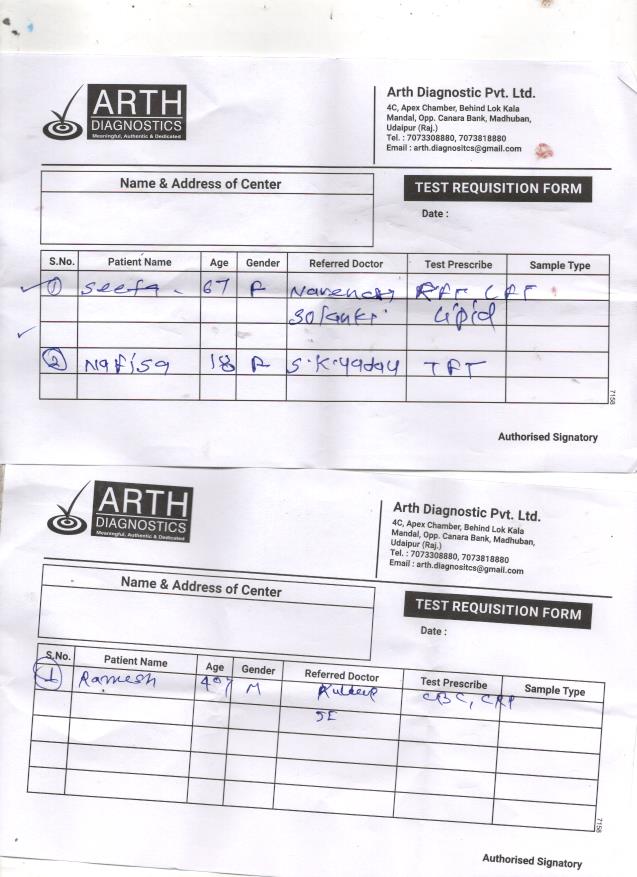 ARTH
DIAGNOSTICS
Meaningful, Authentic & Dedicated
Arth Diagnostic Pvt. Ltd.
4C, Apex Chamber, Behind Lok Kala
Mandal, Opp. Canara Bank, Madhuban,
Udaipur (Raj.)
Tel. : 7073308880, 7073818880
Email : arth.diagnositcs@gmail.com
Name & Address of Center
TEST REQUISITION FORM
Date :
S.No. Patient Name Age Gender Referred Doctor Test Prescribe Sample Type
1 Seefa 67 F RFT LFT
Solanki Lipid
2 Nafisa 18 F S.K.Yadav TFT
7158
Authorised Signatory
ARTH
DIAGNOSTICS
Meaningful, Authentic & Dedicated
Arth Diagnostic Pvt. Ltd.
4C, Apex Chamber, Behind Lok Kala
Mandal, Opp. Canara Bank, Madhuban,
Udaipur (Raj.)
Tel. : 7073308880, 7073818880
Email : arth.diagnositcs@gmail.com
Name & Address of Center
TEST REQUISITION FORM
Date :
S.No. Patient Name Age Gender Referred Doctor Test Prescribe Sample Type
1 Ramesh M CBC, CRP
7158
Authorised Signatory